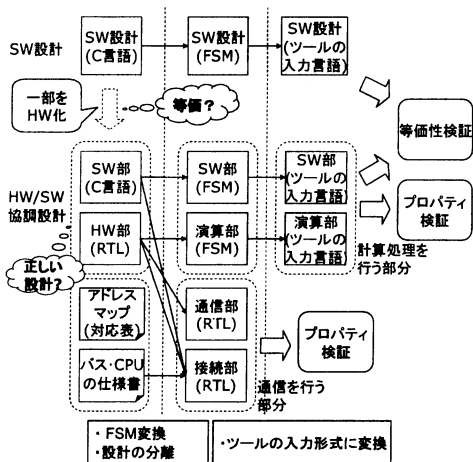 SW設計
SW設計
(C言語)
SW設計
(FSM)
SW設計
(ツールの
入力言語)
一部を
HW化
等価?
等価性検証
HW/SW
協調設計
SW部
(C言語)
SW部
(FSM)
SW部
(ツールの
入力言語)
HW部
(RTL)
演算部
(FSM)
演算部
(ツールの
入力言語)
プロパティ
検証
計算処理を
行う部分
正しい
設計?
アドレス
マップ
(対応表)
通信部
(RTL)
プロパティ
検証
バス・CPU
の仕様書
接続部
(RTL)
通信を行う
部分
・FSM変換
・設計の分離
・ツールの入力形式に変換